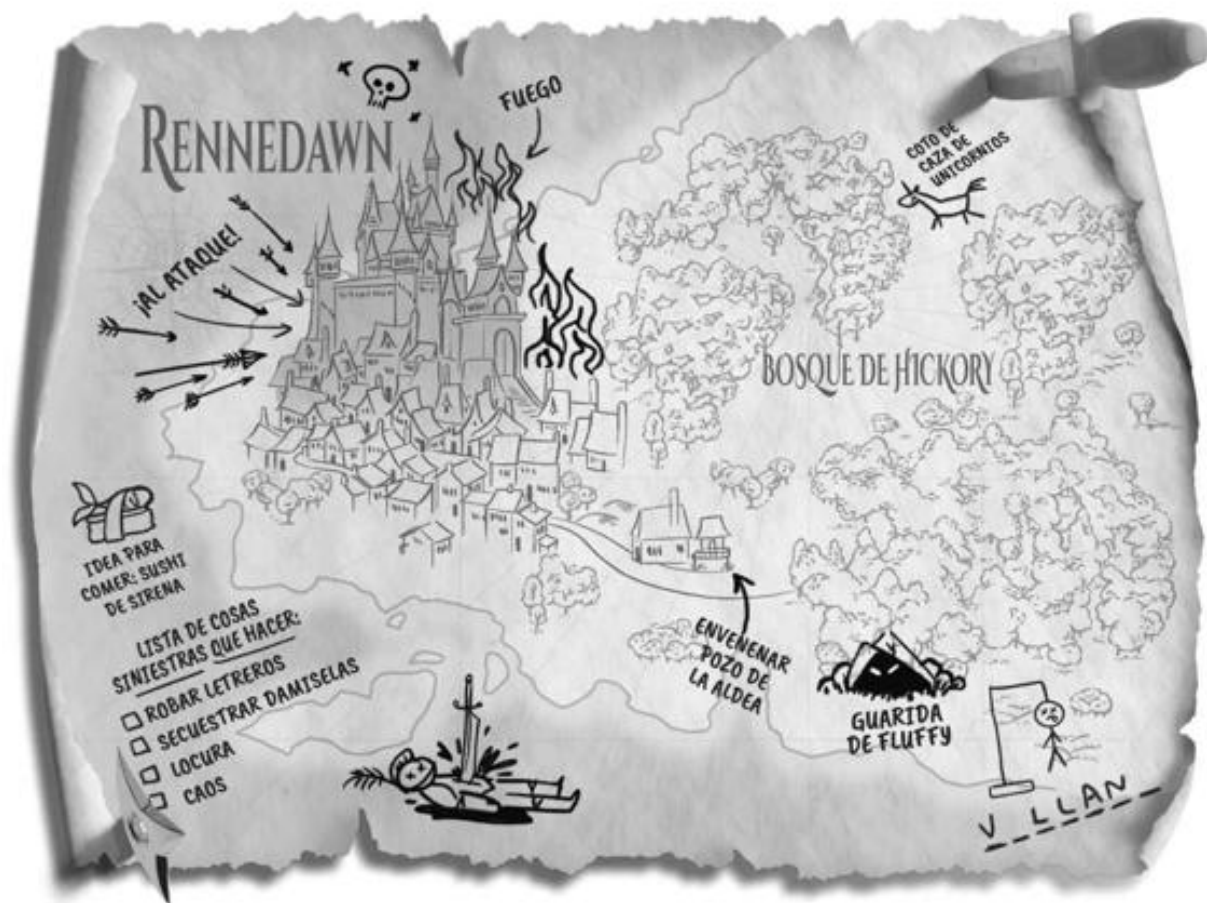 RENNEDAWN
FUEGO
COTO DE
CAZA DE
UNICORNIOS
¡AL ATAQUE!
BOSQUE DE HICKORY
IDEA PARA
COMER: SUSHI
DE SIRENA
LISTA DE COSAS
SINIESTRAS QUE HACER:
ROBAR LETREROS
SECUESTRAR DAMISELAS
LOCURA
CAOS
ENVENENAR
POZO DE
LA ALDEA
GUARIDA
DE FLUFFY
V_LLAN_ _ _